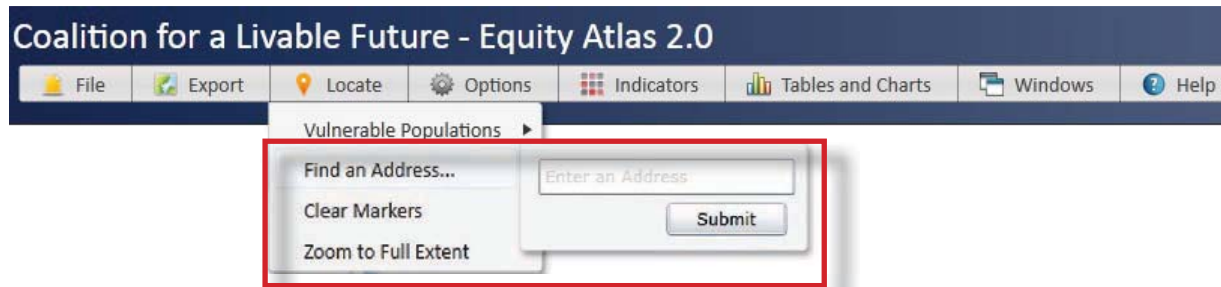 Coalition for a Livable Future - Equity Atlas 2.0
File Export Locate Options Indicators Tables and Charts Windows Help
Vulnerable Populations
Find an Address...
Enter an Address
Clear Markers
Submit
Zoom to Full Extent